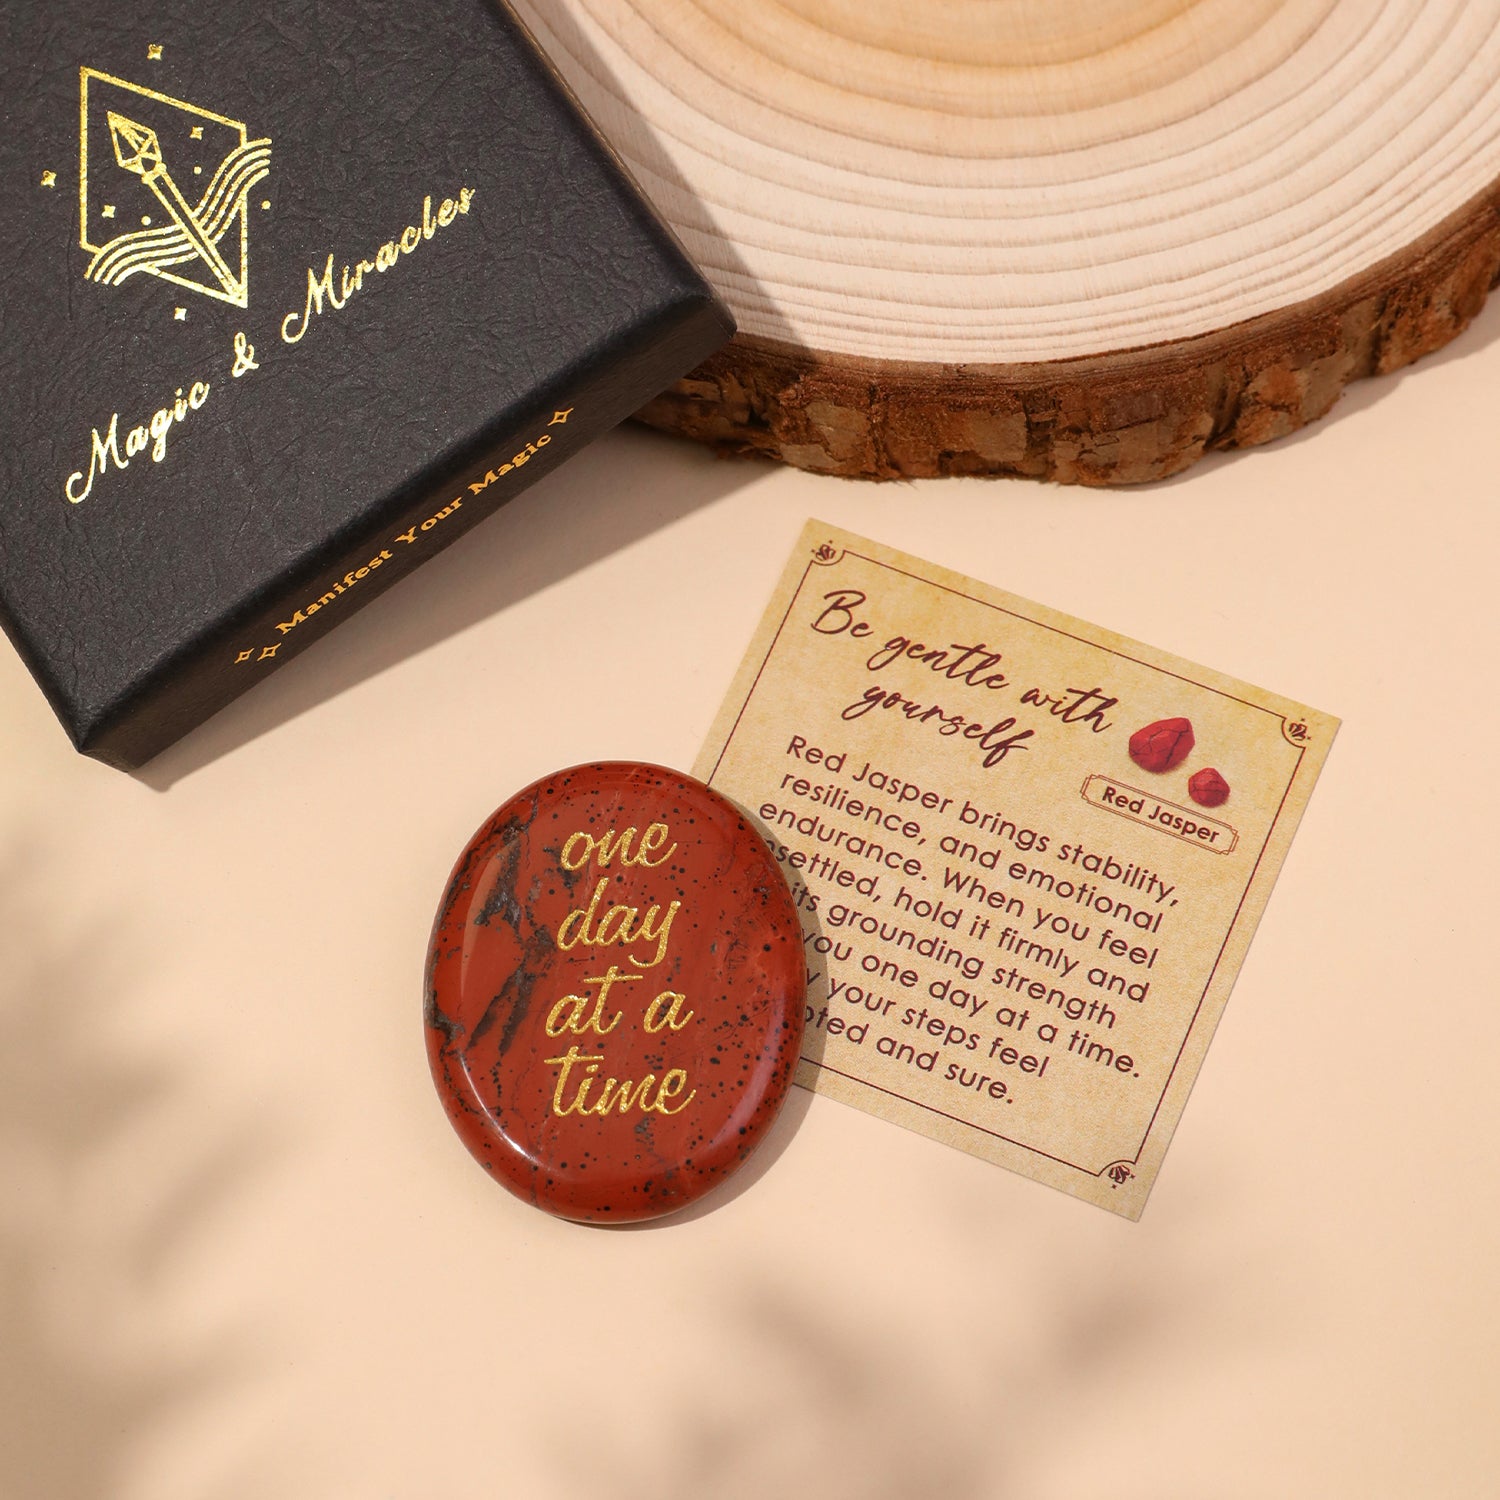 Magic & Miracles
Manifest Your Magic
Be gentle with
yourself
Red Jasper
Red Jasper brings stability,
resilience, and emotional
endurance. When you feel
hold it firmly and
its grounding strength
you one day at a time.
your steps feel
and sure.
one
day
at a
time